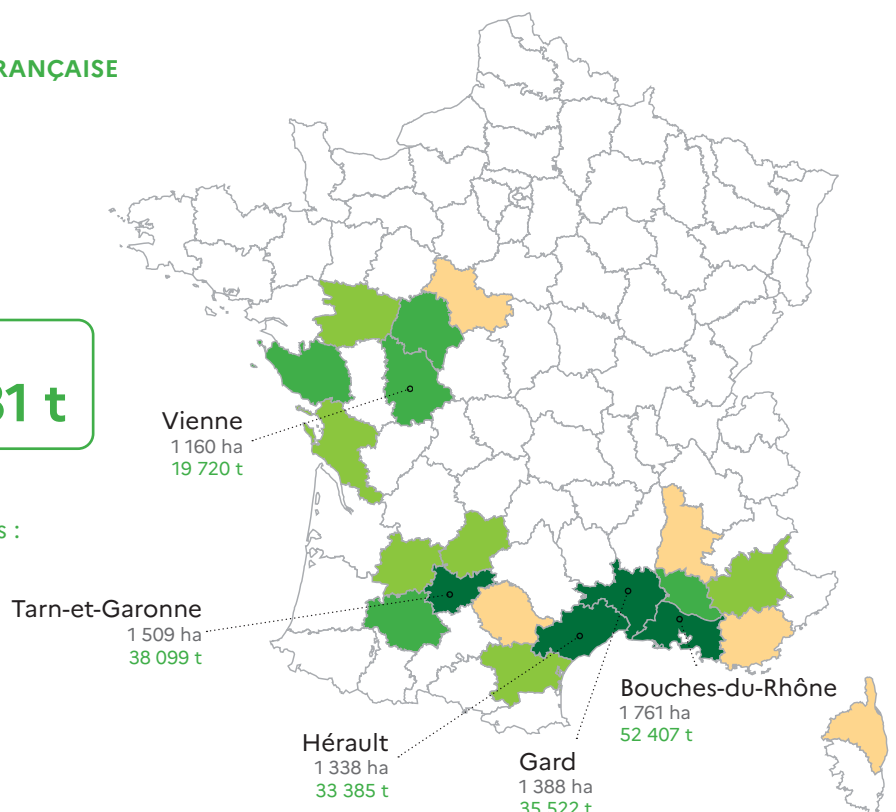 RANÇAISE
31 t
s :
Vienne
1 160 ha
19 720 t
Tarn-et-Garonne
1 509 ha
38 099 t
Hérault
1 338 ha
33 385 t
Gard
1 388 ha
35 522 t
Bouches-du-Rhône
1 761 ha
52 407 t